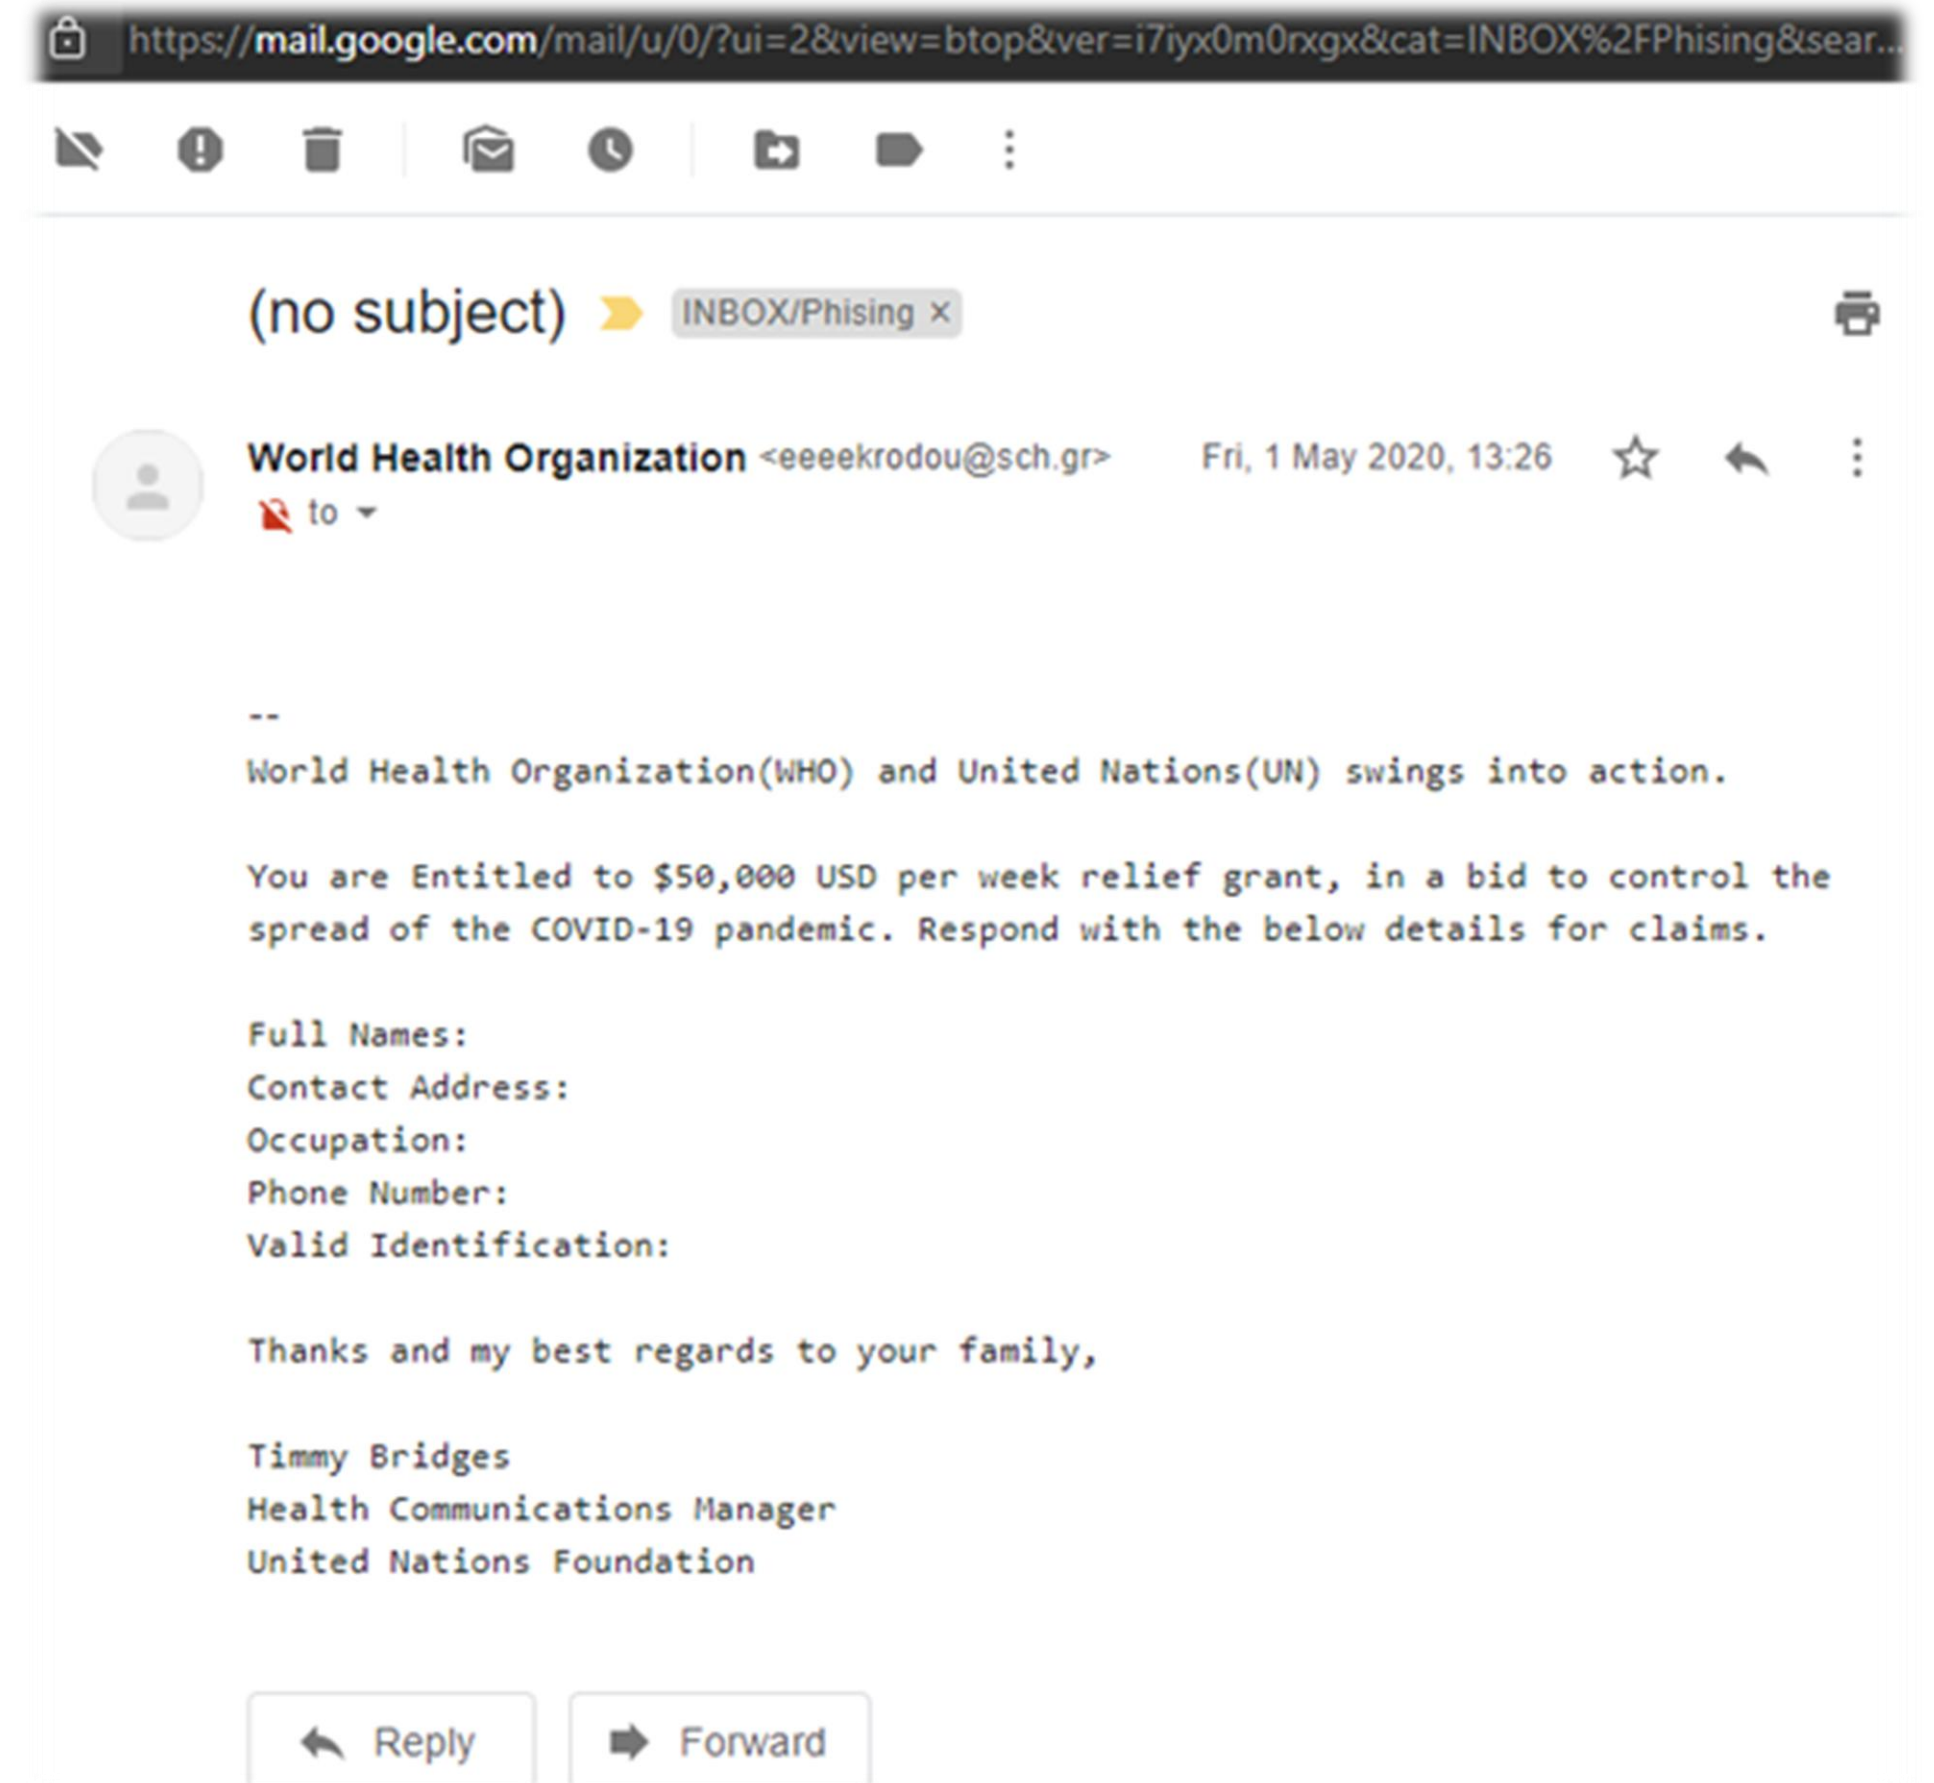 https://mail.google.com/mail/u/0/?ui=2&view=btop&ver=i7iyx0m0rxgx&cat=INBOX%2FPhising&sear...
(no subject) INBOX/Phising ×
World Health Organization <eeeekrodou@sch.gr> Fri, 1 May 2020, 13:26
to
--
World Health Organization(WHO) and United Nations(UN) swings into action.
You are Entitled to $50,000 USD per week relief grant, in a bid to control the
spread of the COVID-19 pandemic. Respond with the below details for claims.
Full Names:
Contact Address:
Occupation:
Phone Number:
Valid Identification:
Thanks and my best regards to your family,
Timmy Bridges
Health Communications Manager
United Nations Foundation
Reply Forward